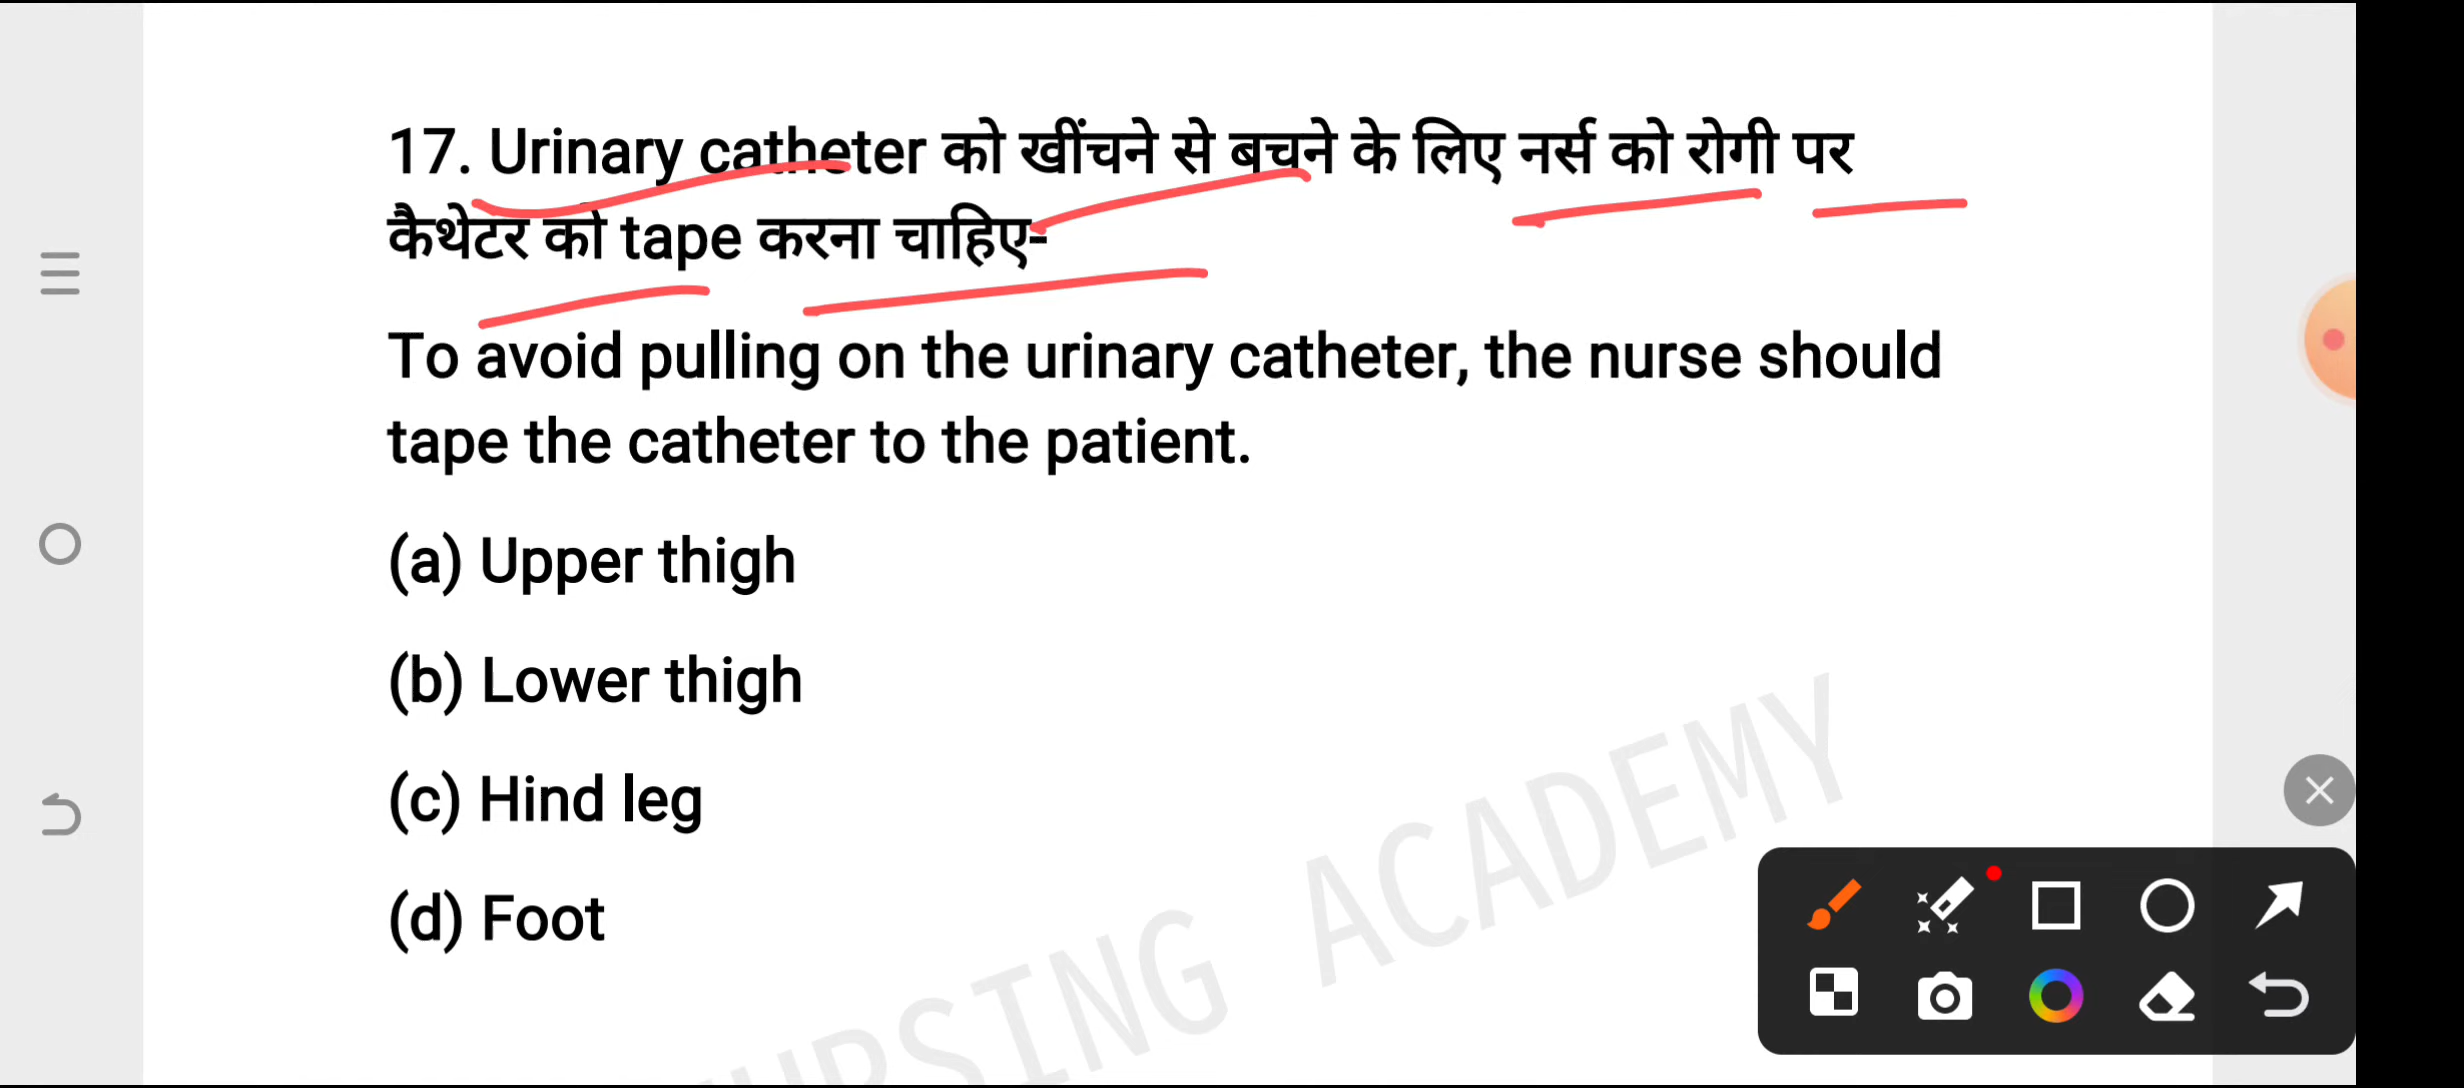 17. Urinary catheter को खींचने से बचने के लिए नर्स को रोगी पर
कैथेटर को tape करना चाहिए-
To avoid pulling on the urinary catheter, the nurse should
tape the catheter to the patient.
(a) Upper thigh
(b) Lower thigh
(c) Hind leg
(d) Foot
ACADEMY